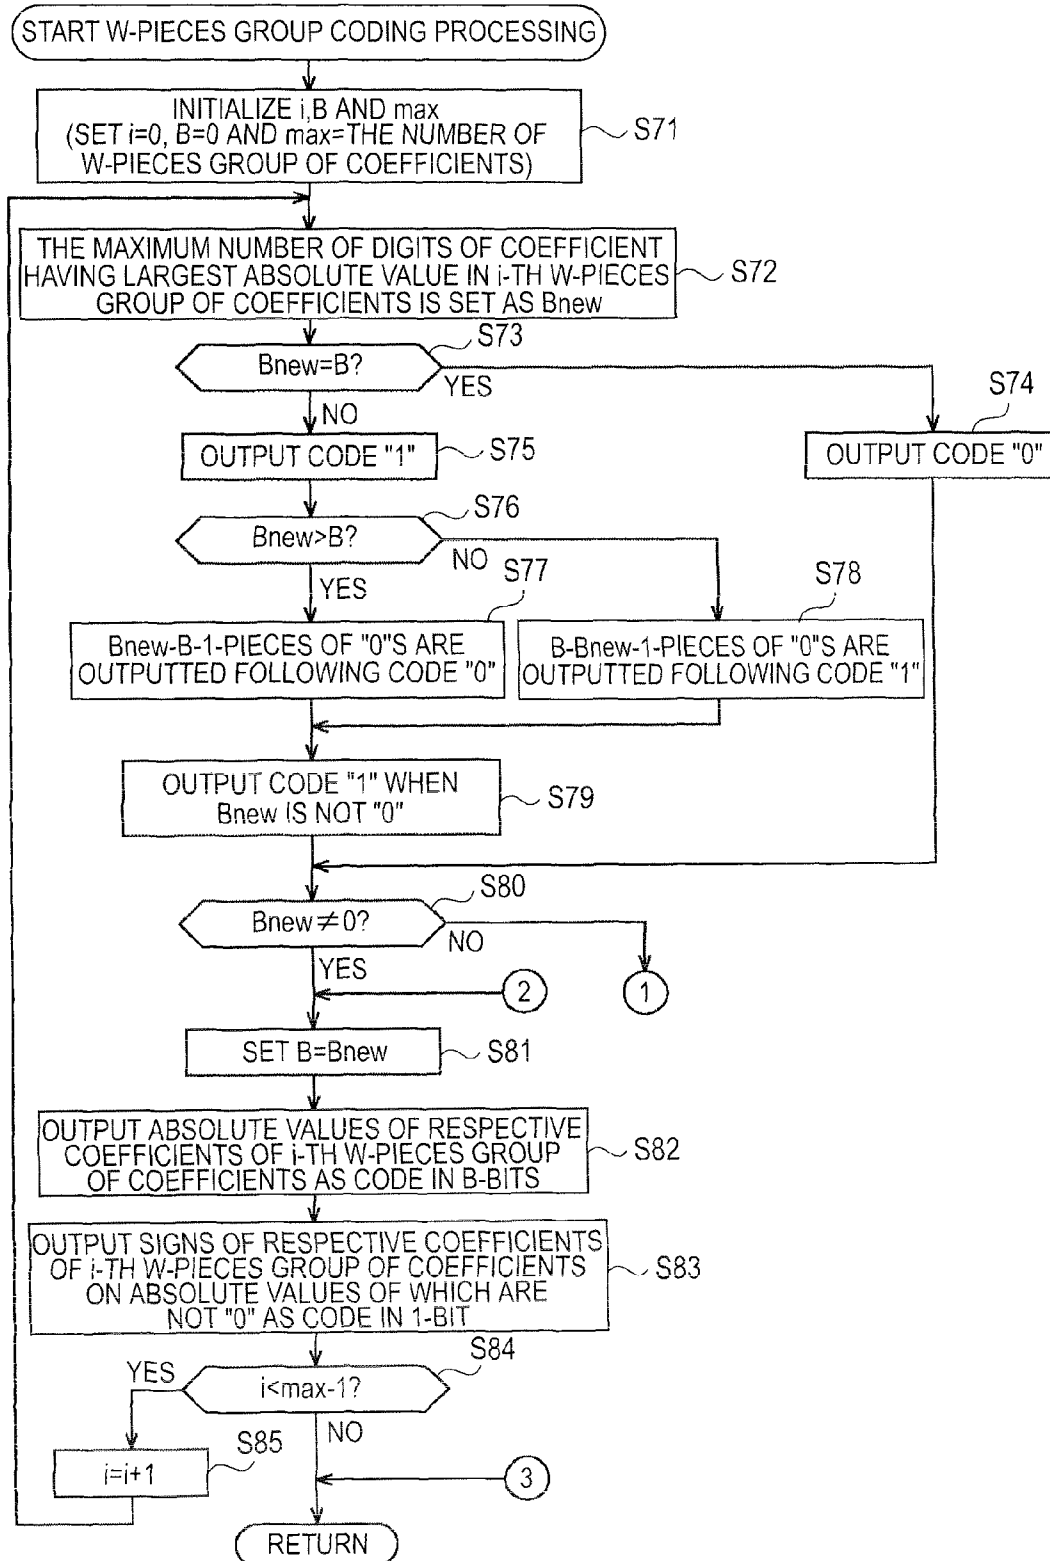 START W-PIECES GROUP CODING PROCESSING
INITIALIZE i,B AND max
(SET i=0, B=0 AND max=THE NUMBER OF
W-PIECES GROUP OF COEFFICIENTS)
S71
THE MAXIMUM NUMBER OF DIGITS OF COEFFICIENT
HAVING LARGEST ABSOLUTE VALUE IN i-TH W-PIECES
GROUP OF COEFFICIENTS IS SET AS Bnew
S72
S73
Bnew=B?
YES
NO
S74
OUTPUT CODE "0"
OUTPUT CODE "1"
S75
S76
Bnew>B?
NO
YES
S77
S78
Bnew-B-1-PIECES OF "0"S ARE
OUTPUTTED FOLLOWING CODE "0"
B-Bnew-1-PIECES OF "0"S ARE
OUTPUTTED FOLLOWING CODE "1"
OUTPUT CODE "1" WHEN
Bnew IS NOT "0"
S79
S80
Bnew≠0?
NO
YES
2
1
SET B=Bnew
S81
OUTPUT ABSOLUTE VALUES OF RESPECTIVE
COEFFICIENTS OF i-TH W-PIECES GROUP
OF COEFFICIENTS AS CODE IN B-BITS
S82
OUTPUT SIGNS OF RESPECTIVE COEFFICIENTS
OF i-TH W-PIECES GROUP OF COEFFICIENTS
ON ABSOLUTE VALUES OF WHICH ARE
NOT "0" AS CODE IN 1-BIT
S83
S84
YES
i<max-1?
NO
S85
i=i+1
3
RETURN